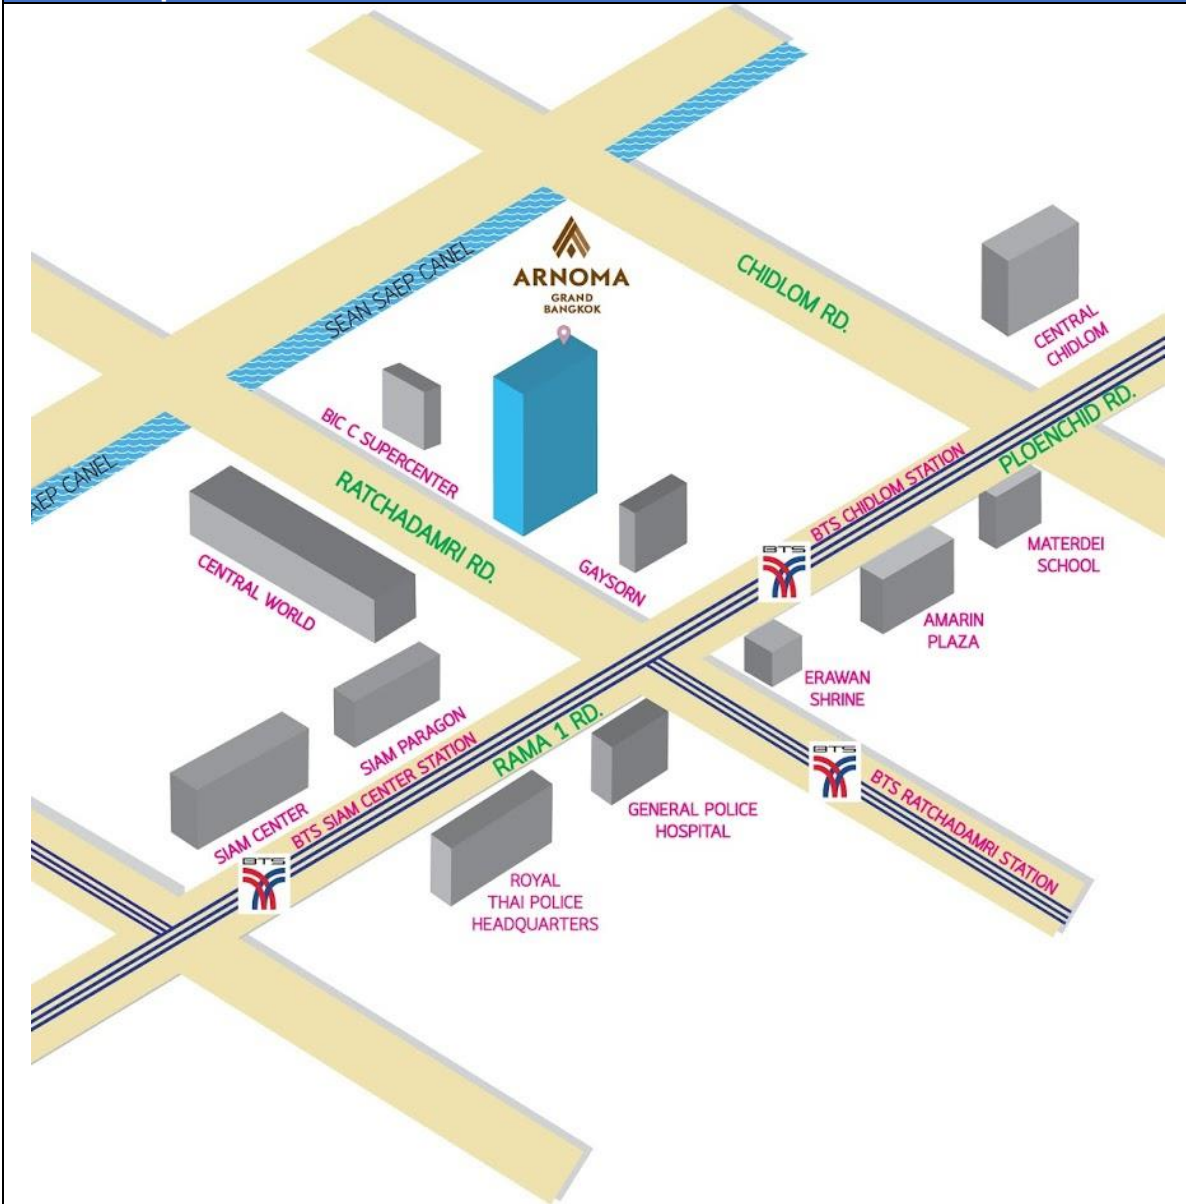 ARNOMA
GRAND
BANGKOK
SEAN SAEP CANEL
CHIDLOM RD.
CENTRAL
CHIDLOM
BIC C SUPERCENTER
PLOENCHID RD.
AEP CANEL
RATCHADAMRI RD.
BTS CHIDLOM STATION
CENTRAL WORLD
GAYSORN
BTS
MATERDEI
SCHOOL
AMARIN
PLAZA
ERAWAN
SHRINE
SIAM PARAGON
RAMA 1 RD.
BTS
BTS RATCHADAMRI STATION
BTS SIAM CENTER STATION
SIAM CENTER
GENERAL POLICE
HOSPITAL
BTS
ROYAL
THAI POLICE
HEADQUARTERS